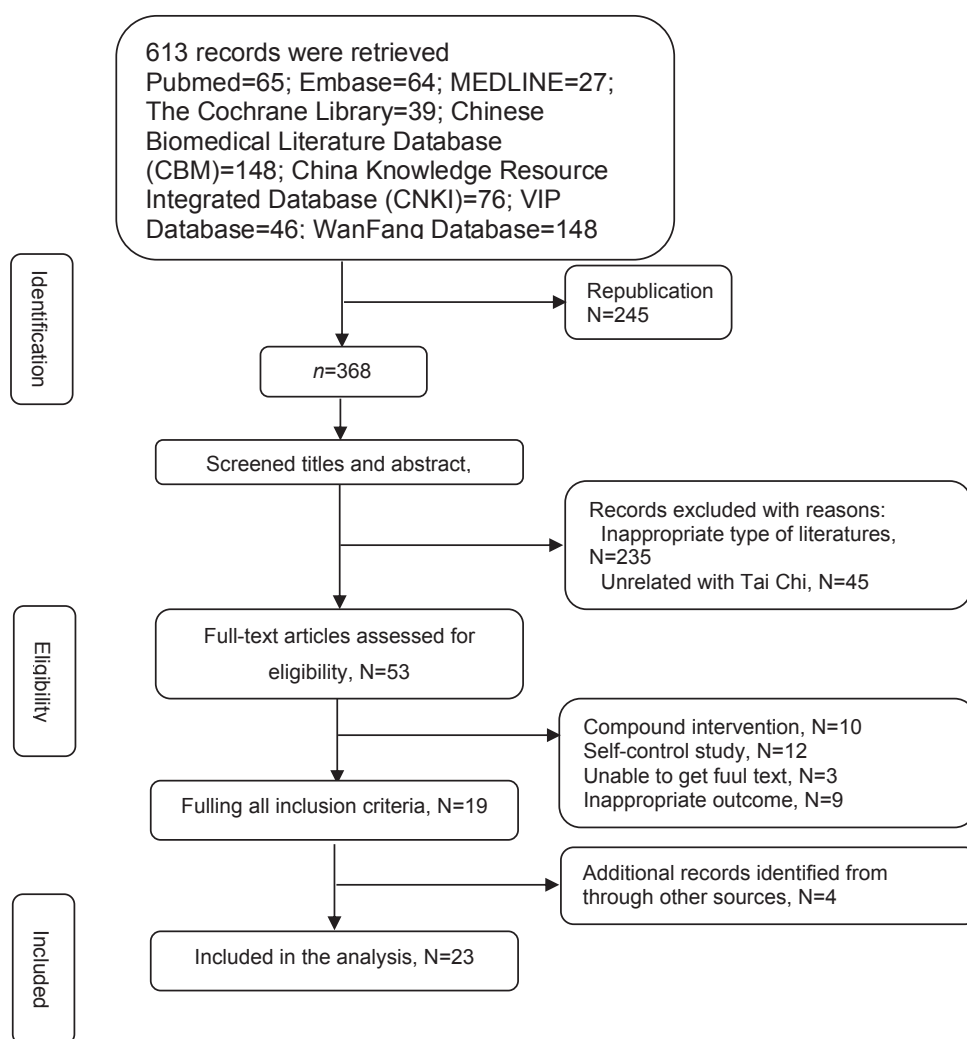 613 records were retrieved
Pubmed=65; Embase=64; MEDLINE=27;
The Cochrane Library=39; Chinese
Biomedical Literature Database
(CBM)=148; China Knowledge Resource
Integrated Database (CNKI)=76; VIP
Database=46; WanFang Database=148
Identification
Republication
N=245
n=368
Screened titles and abstract,
Records excluded with reasons:
Inappropriate type of literatures,
N=235
Unrelated with Tai Chi, N=45
Eligibility
Full-text articles assessed for
eligibility, N=53
Compound intervention, N=10
Self-control study, N=12
Unable to get fuul text, N=3
Inappropriate outcome, N=9
Fulling all inclusion criteria, N=19
Additional records identified from
through other sources, N=4
Included
Included in the analysis, N=23